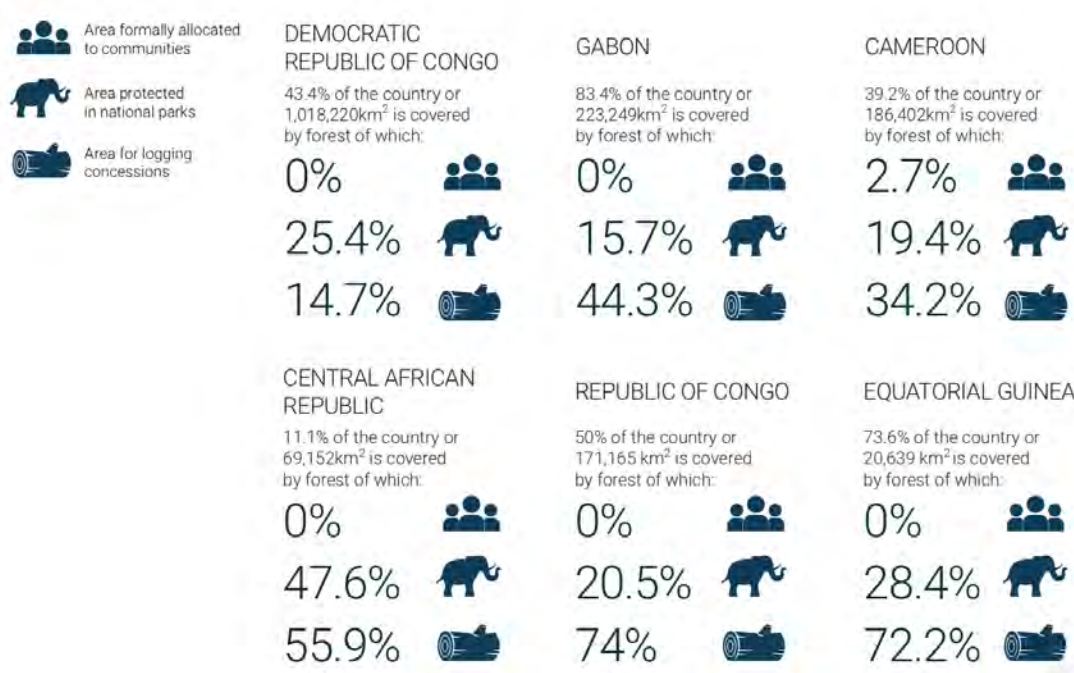 Area formally allocated
to communities
Area protected
in national parks
Area for logging
concessions
DEMOCRATIC
REPUBLIC OF CONGO
43.4% of the country or
1,018,220km² is covered
by forest of which:
0%
25.4%
14.7%
GABON
83.4% of the country or
223,249km² is covered
by forest of which:
0%
15.7%
44.3%
CAMEROON
39.2% of the country or
186,402km² is covered
by forest of which:
2.7%
19.4%
34.2%
CENTRAL AFRICAN
REPUBLIC
11.1% of the country or
69,152km² is covered
by forest of which:
0%
47.6%
55.9%
REPUBLIC OF CONGO
50% of the country or
171,165 km² is covered
by forest of which:
0%
20.5%
74%
EQUATORIAL GUINEA
73.6% of the country or
20,639 km² is covered
by forest of which:
0%
28.4%
72.2%